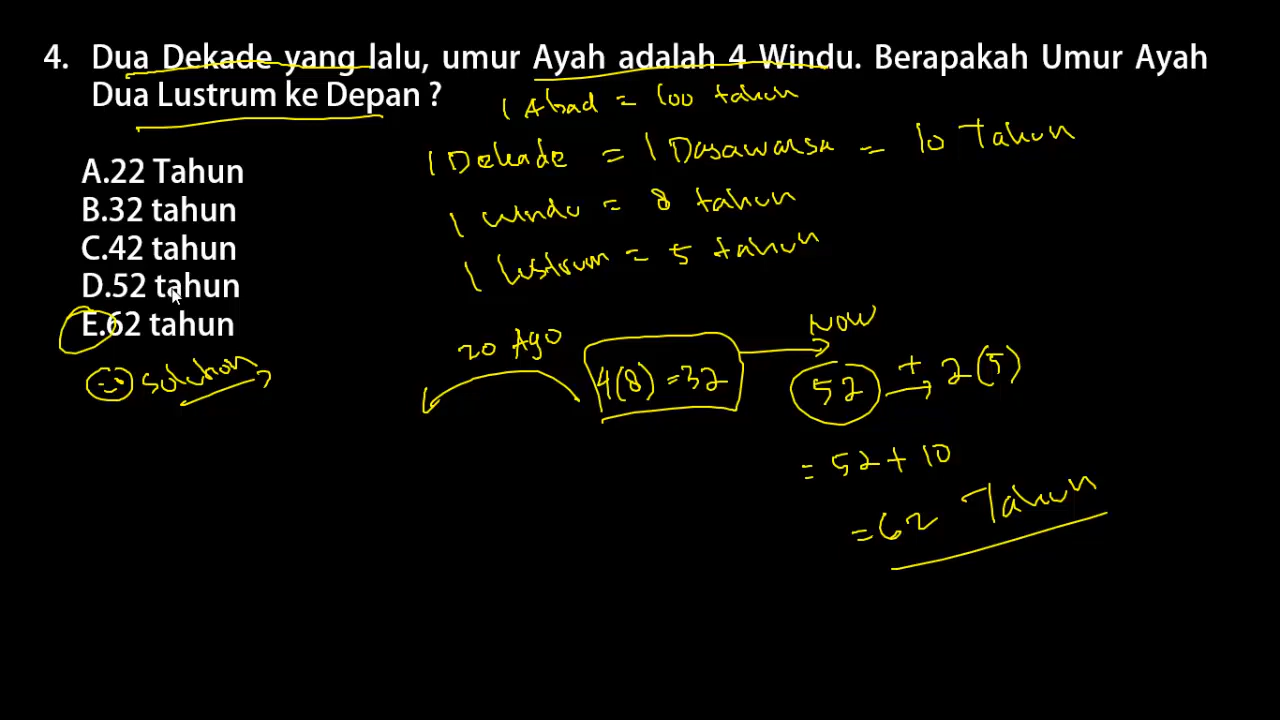 4. Dua Dekade yang lalu, umur Ayah adalah 4 Windu. Berapakah Umur Ayah
Dua Lustrum ke Depan ?
1 Abad = 100 tahun
1 Dekade = 1 Dasawarsa = 10 Tahun
1 windu = 8 tahun
1 lustrum = 5 tahun
A.22 Tahun
B.32 tahun
C.42 tahun
D.52 tahun
E.62 tahun
solution
20 Ago
4(8) = 32
Now
52 + 2(5)
= 52 + 10
= 62 Tahun